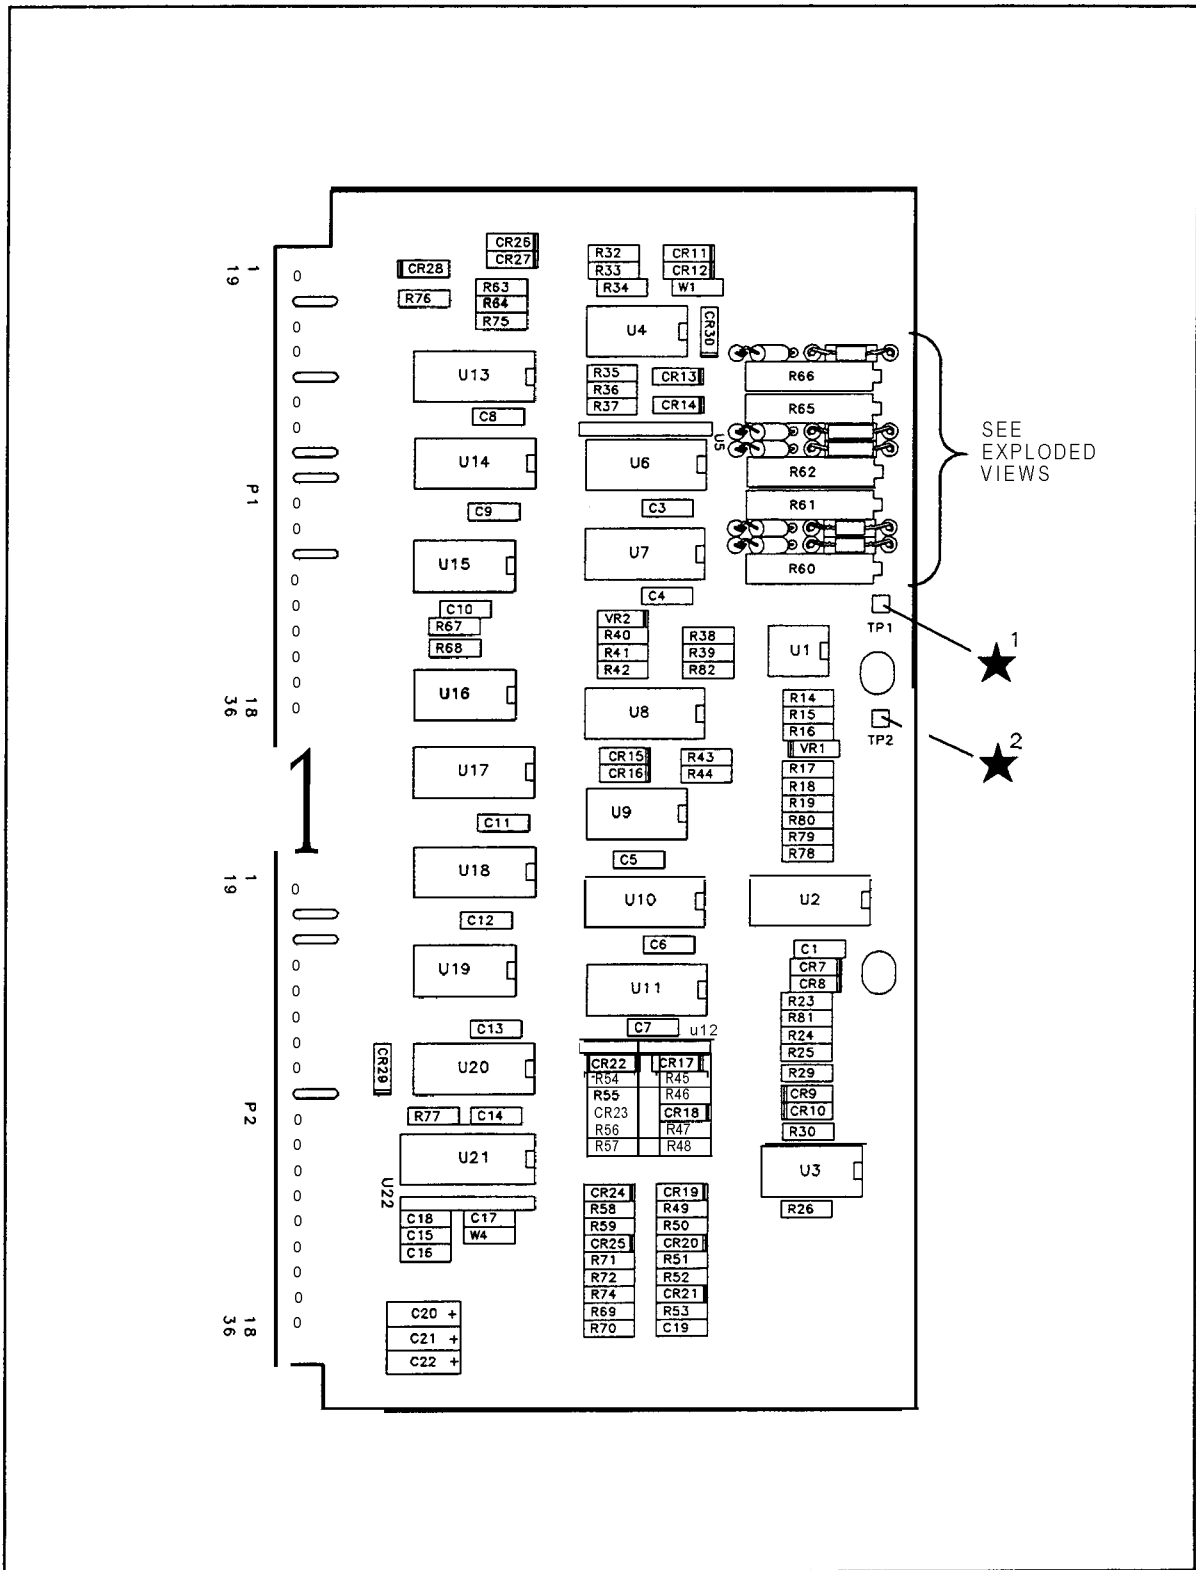 CR26
CR27
CR28
R63
R76
R64
R75
R32
R33
R34
CR11
CR12
W1
U4
CR30
1
19
U13
R35
R36
R37
CR13
CR14
R66
R65
C8
U5
U14
U6
R62
SEE
EXPLODED
VIEWS
P1
C9
C3
R61
U15
U7
R60
C10
C4
R67
R68
VR2
R40
R41
R42
R38
R39
R82
TP1
1
U1
U16
U8
18
36
R14
R15
R16
VR1
TP2
2
U17
CR15
CR16
R43
R44
R17
R18
R19
R80
R79
R78
1
U9
C11
C5
U18
U10
U2
1
19
C12
C6
C1
CR7
CR8
U19
U11
R23
R81
R24
R25
C13
C7
u12
CR29
U20
CR22
R54
R55
CR23
R56
R57
CR17
R45
R46
CR18
R47
R48
R29
CR9
CR10
R30
P2
R77
C14
U21
U3
U22
R26
C18
C15
C16
C17
W4
CR24
R58
R59
CR25
R71
R72
R74
R69
R70
CR19
R49
R50
CR20
R51
R52
CR21
R53
C19
18
36
C20 +
C21 +
C22 +